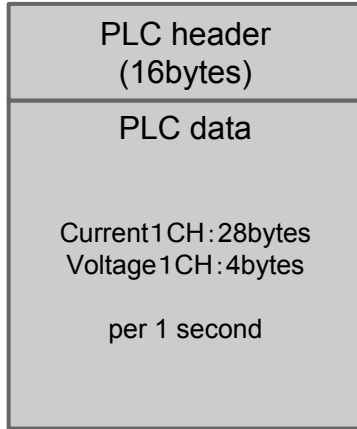 PLC header
(16bytes)
PLC data
Current1CH:28bytes
Voltage1CH:4bytes
per 1 second